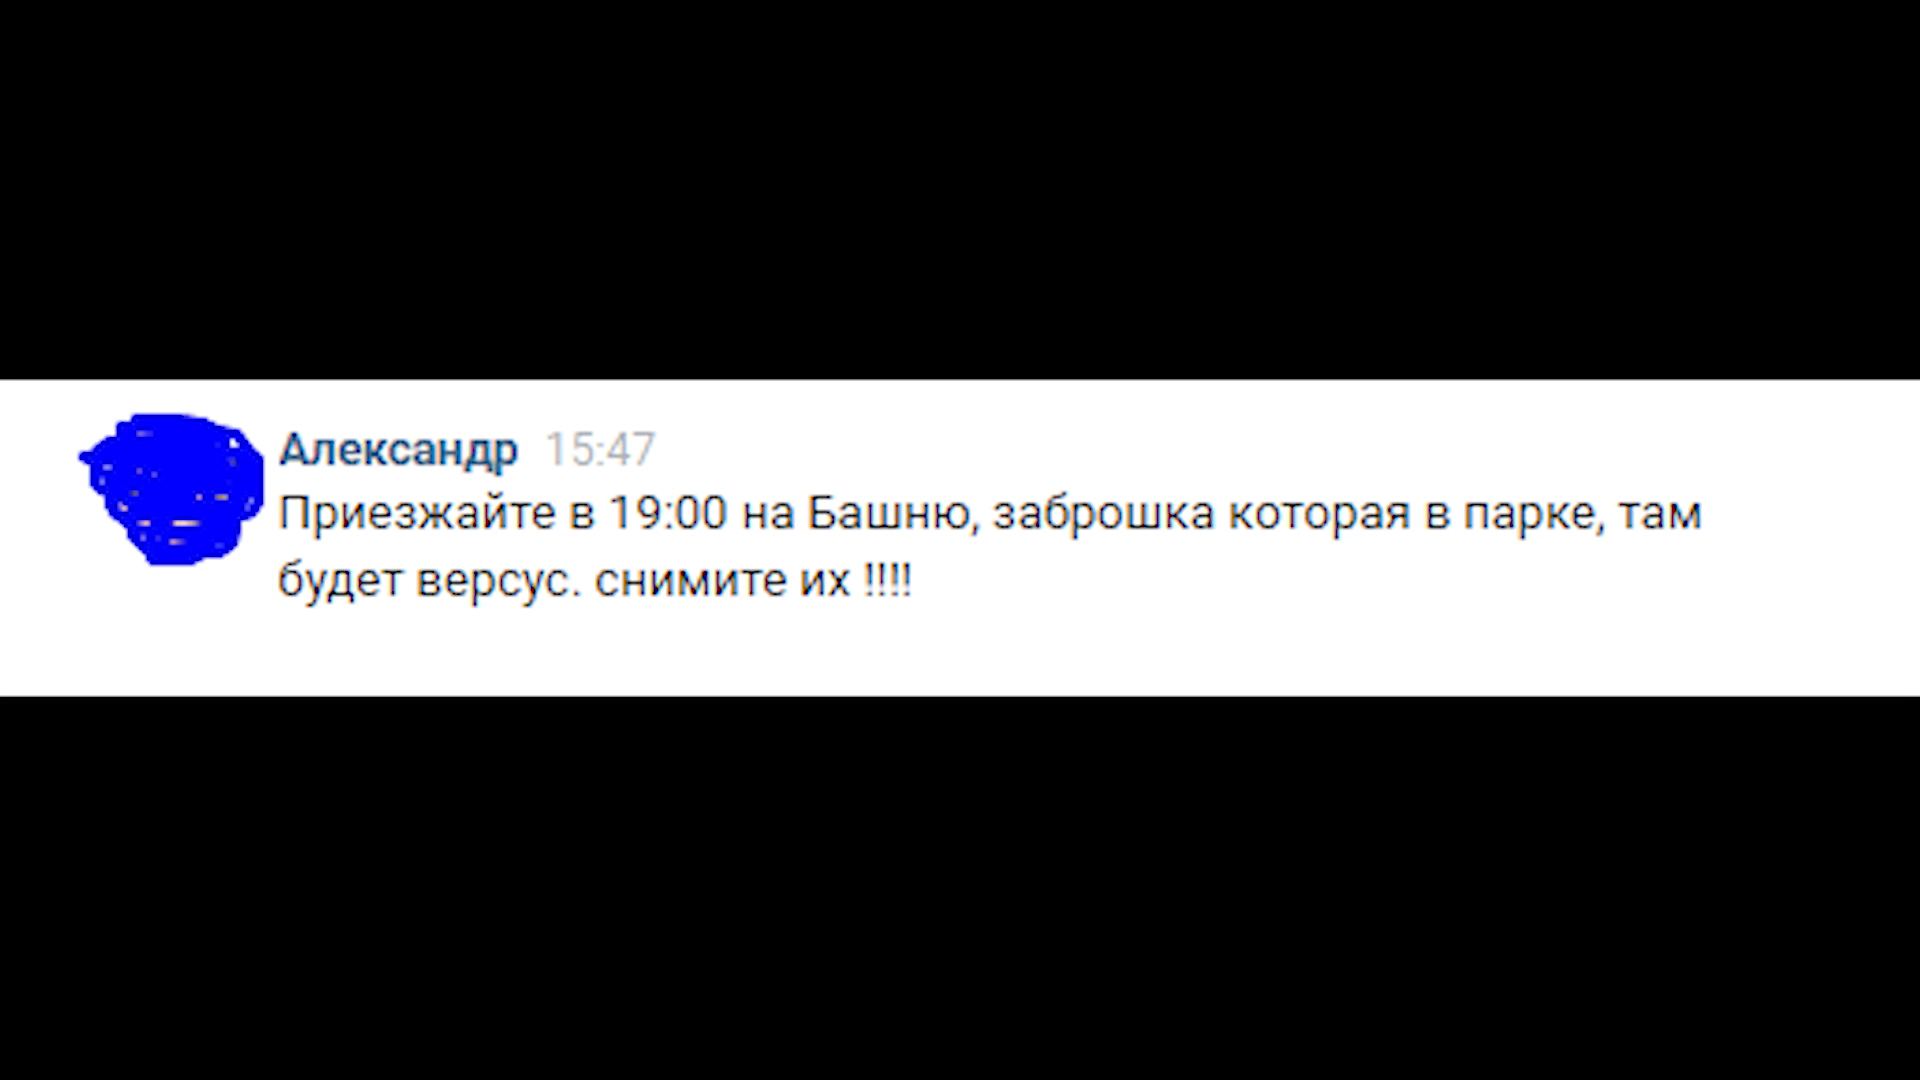 Александр 15:47
Приезжайте в 19:00 на Башню, заброшка которая в парке, там
будет версус. снимите их !!!!